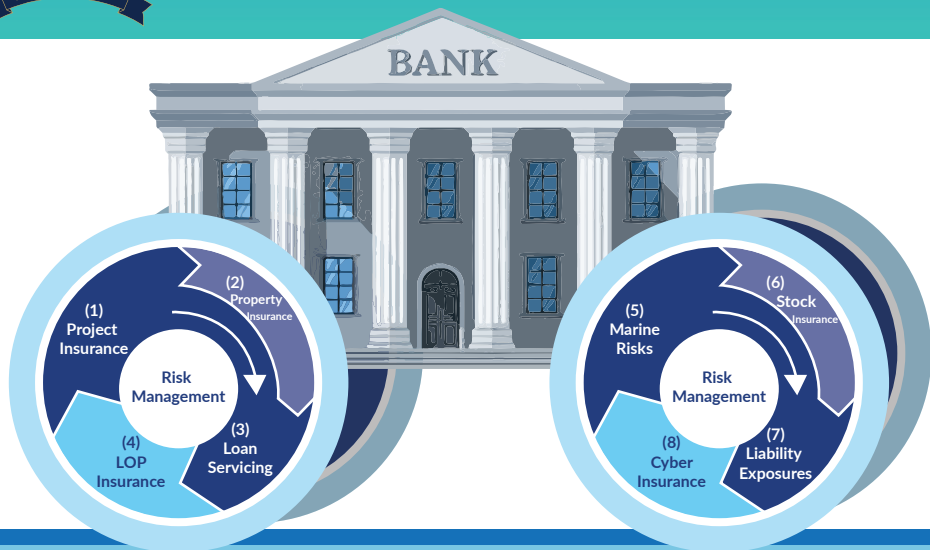 BANK
(1)
Project
Insurance
(2)
Property
Insurance
(3)
Loan
Servicing
(4)
LOP
Insurance
Risk
Management
(5)
Marine
Risks
(6)
Stock
Insurance
(7)
Liability
Exposures
(8)
Cyber
Insurance
Risk
Management